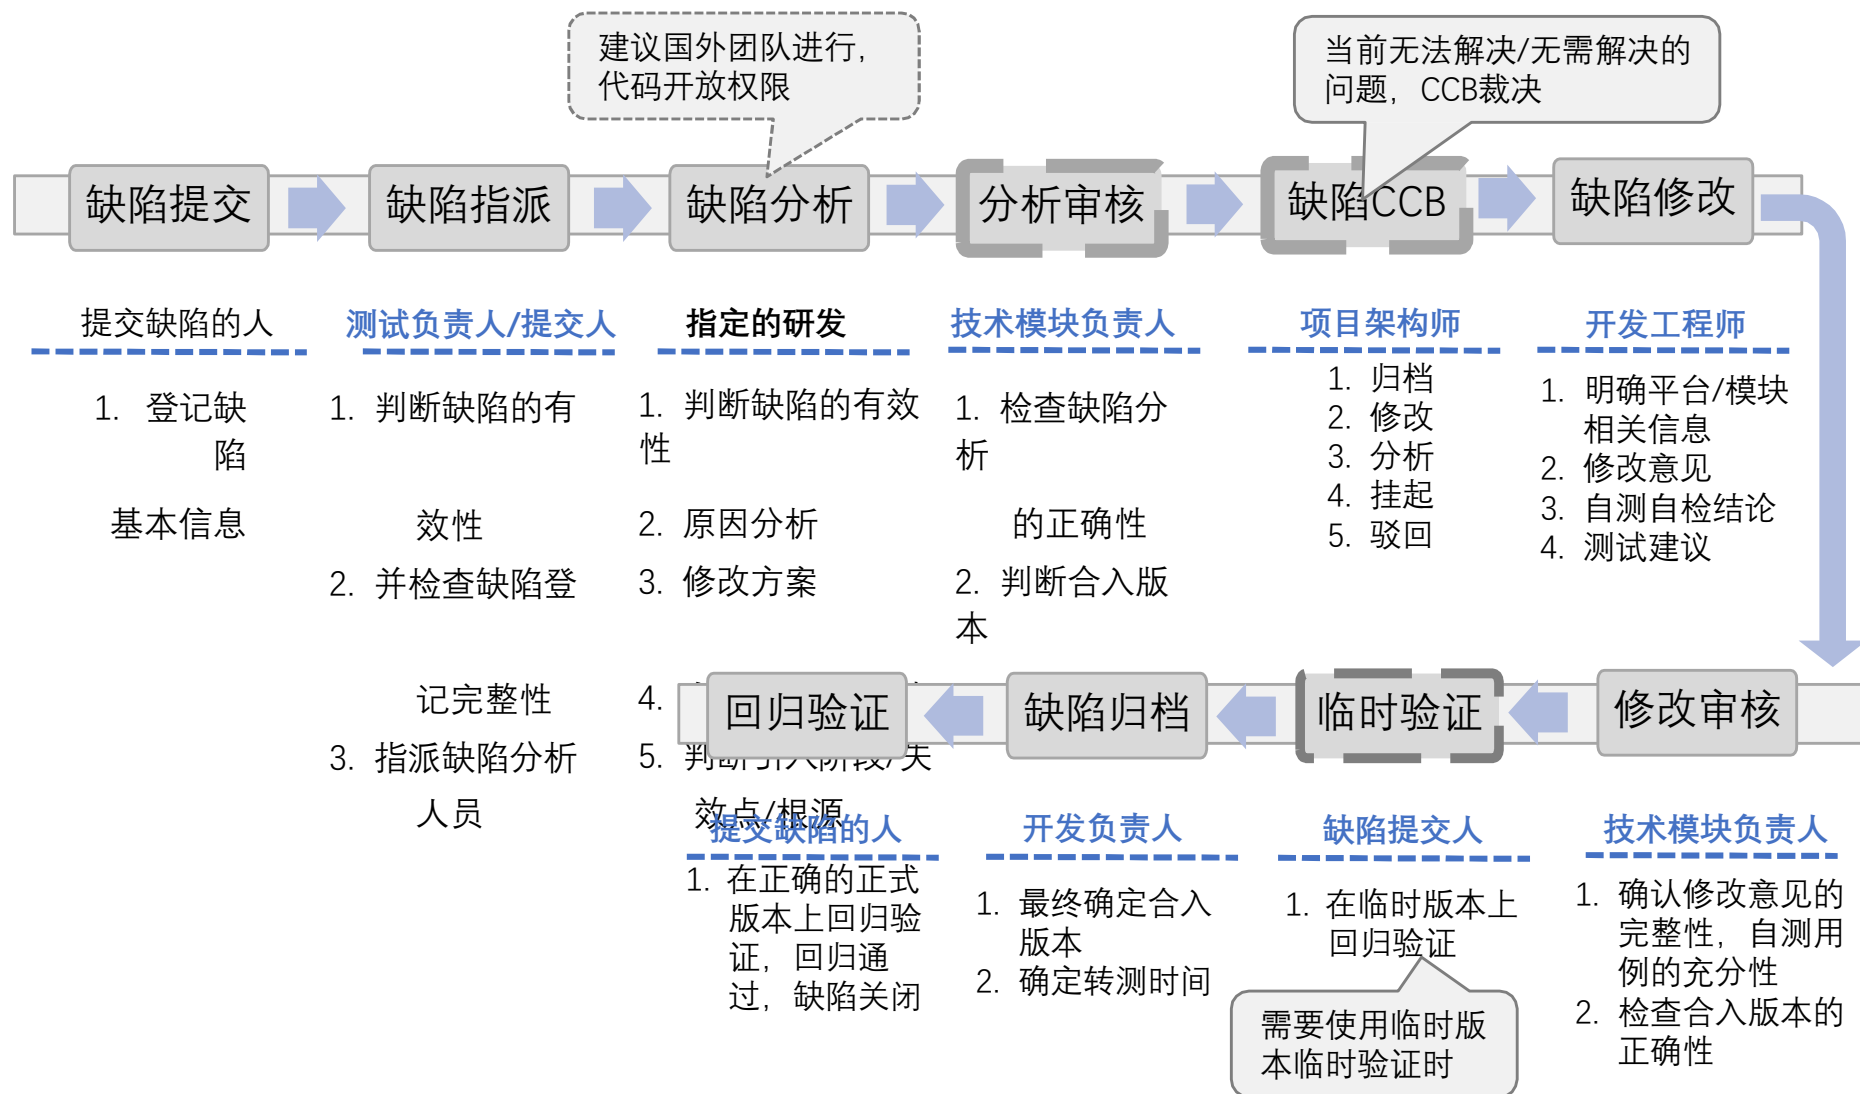 建议国外团队进行,
代码开放权限
当前无法解决/无需解决的
问题，CCB裁决
缺陷提交
缺陷指派
缺陷分析
分析审核
缺陷CCB
缺陷修改
提交缺陷的人
1. 登记缺
陷
基本信息
测试负责人/提交人
1. 判断缺陷的有
效性
2. 并检查缺陷登
记完整性
3. 指派缺陷分析
人员
指定的研发
1. 判断缺陷的有效
性
2. 原因分析
3. 修改方案
4.
5. 判断引入阶段/失
效点/根源
技术模块负责人
1. 检查缺陷分
析
的正确性
2. 判断合入版
本
项目架构师
1. 归档
2. 修改
3. 分析
4. 挂起
5. 驳回
开发工程师
1. 明确平台/模块
相关信息
2. 修改意见
3. 自测自检结论
4. 测试建议
回归验证
缺陷归档
临时验证
修改审核
提交缺陷的人
1. 在正确的正式
版本上回归验
证，回归通
过，缺陷关闭
开发负责人
1. 最终确定合入
版本
2. 确定转测时间
缺陷提交人
1. 在临时版本上
回归验证
需要使用临时版
本临时验证时
技术模块负责人
1. 确认修改意见的
完整性，自测用
例的充分性
2. 检查合入版本的
正确性